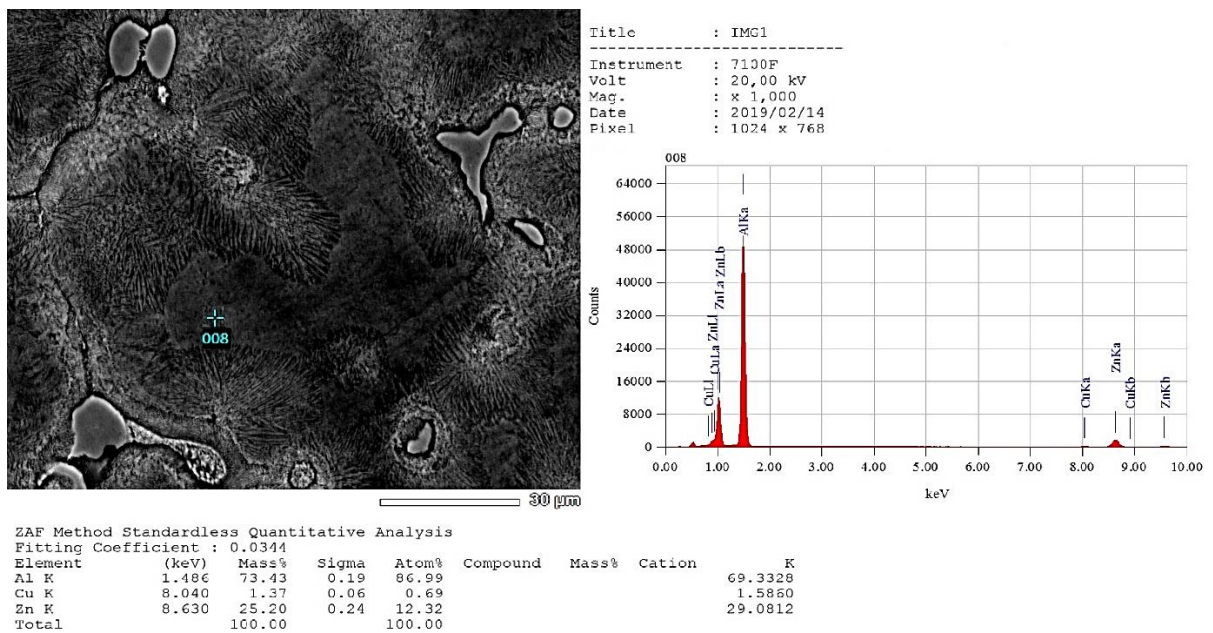 Title : IMG1
---------------------------
Instrument : 7100F
Volt : 20,00 kV
Mag. : x 1,000
Date : 2019/02/14
Pixel : 1024 x 768
008
64000
56000
48000
40000
32000
24000
16000
8000
0
Counts
CuLl
CuLa ZnLl
ZnLa ZnLb
AlKa
CuKa
ZnKa
CuKb
ZnKb
0.00 1.00 2.00 3.00 4.00 5.00 6.00 7.00 8.00 9.00 10.00
keV
008
30 µm
ZAF Method Standardless Quantitative Analysis
Fitting Coefficient : 0.0344
Element (keV) Mass% Sigma Atom% Compound Mass% Cation K
Al K 1.486 73.43 0.19 86.99 69.3328
Cu K 8.040 1.37 0.06 0.69 1.5860
Zn K 8.630 25.20 0.24 12.32 29.0812
Total 100.00 100.00